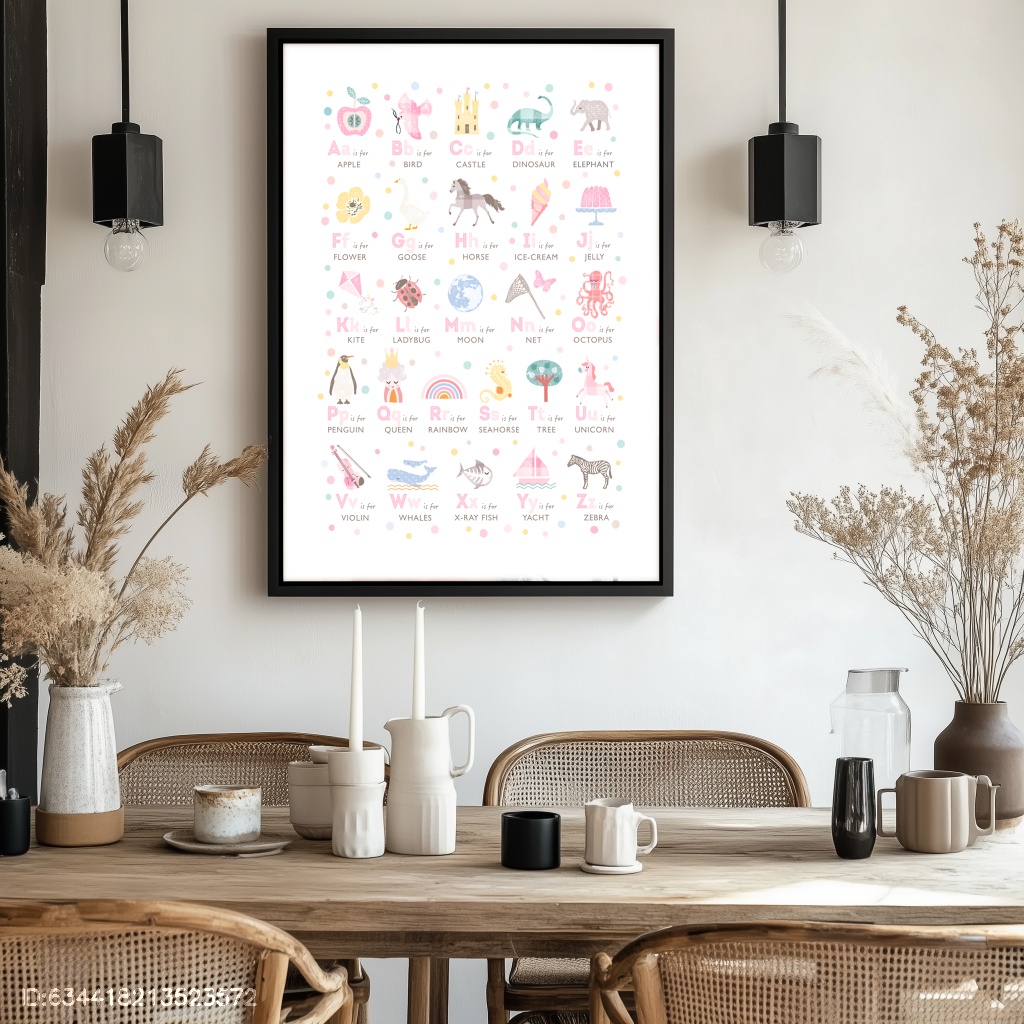 Aa is for Bb is for Cc is for Dd is for Ee is for
APPLE BIRD CASTLE DINOSAUR ELEPHANT
Ff is for Gg is for Hh is for Ii is for Jj is for
FLOWER GOOSE HORSE ICE-CREAM JELLY
Kk is for Ll is for Mm is for Nn is for Oo is for
KITE LADYBUG MOON NET OCTOPUS
Pp is for Qq is for Rr is for Ss is for Tt is for Uu is for
PENGUIN QUEEN RAINBOW SEAHORSE TREE UNICORN
Vv is for Ww is for Xx is for Yy is for Zz is for
VIOLIN WHALES X-RAY FISH YACHT ZEBRA
ID:634418213523572